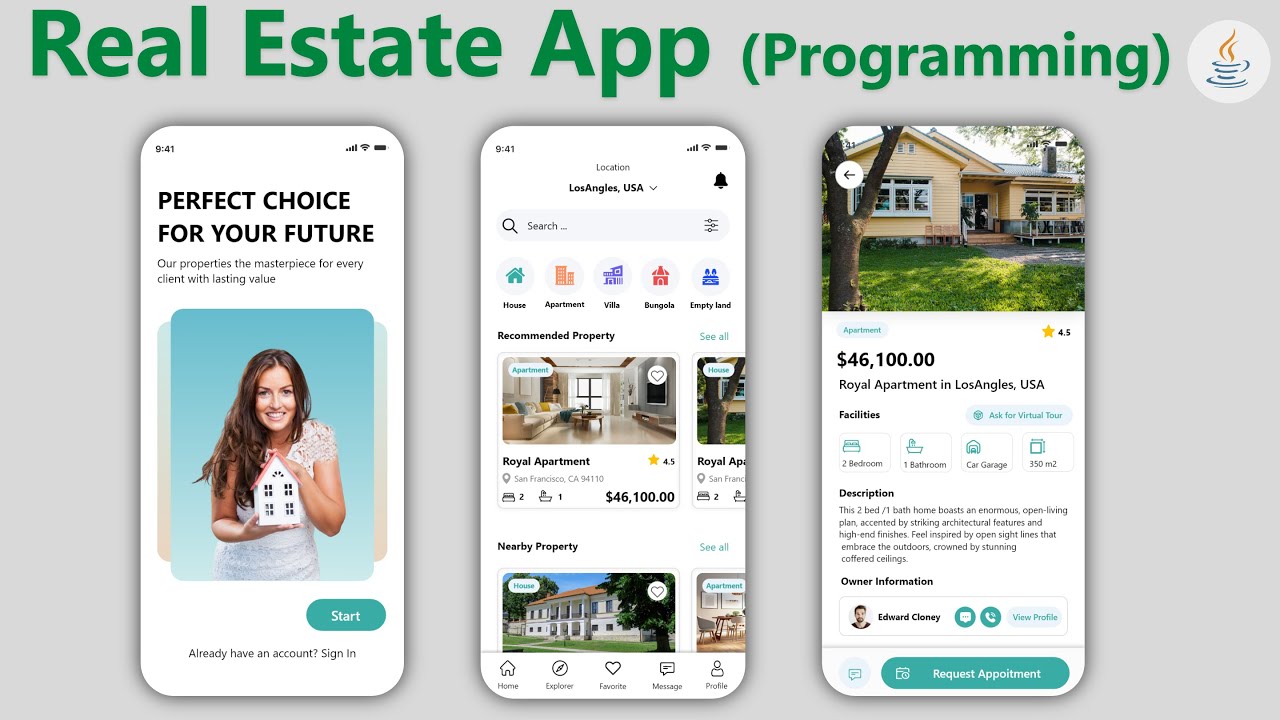 Real Estate App (Programming)
9:41
PERFECT CHOICE
FOR YOUR FUTURE
Our properties the masterpiece for every
client with lasting value
Start
Already have an account? Sign In
9:41
Location
LosAngles, USA
Search ...
House Apartment Villa Bungola Empty land
Recommended Property See all
Apartment House
Royal Apartment 4.5 Royal Apa
San Francisco, CA 94110 San Franc
2 1 $46,100.00 2
Nearby Property See all
House Apartment
Home Explorer Favorite Message Profile
9:41
Apartment 4.5
$46,100.00
Royal Apartment in LosAngles, USA
Facilities Ask for Virtual Tour
2 Bedroom 1 Bathroom Car Garage 350 m2
Description
This 2 bed /1 bath home boasts an enormous, open-living
plan, accented by striking architectural features and
high-end finishes. Feel inspired by open sight lines that
embrace the outdoors, crowned by stunning
coffered ceilings.
Owner Information
Edward Cloney View Profile
Request Appoitment